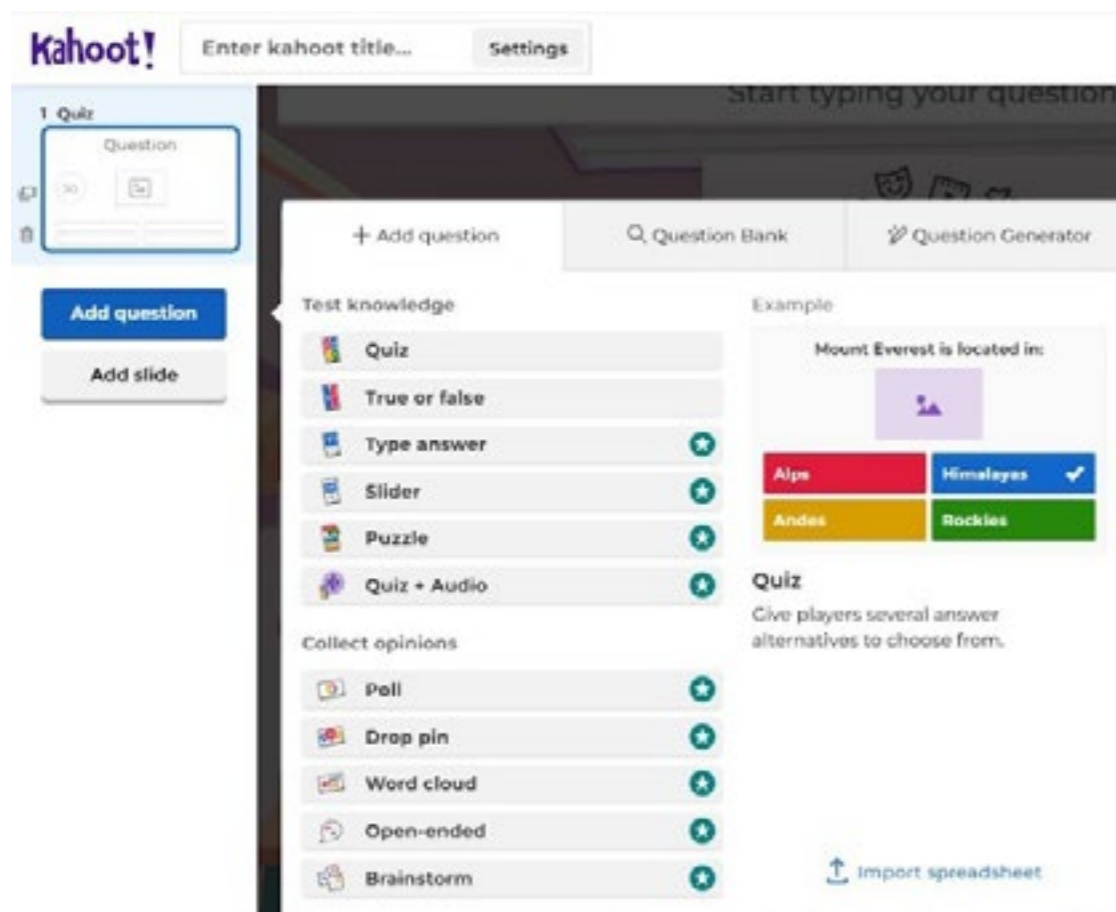 Kahoot!
Enter kahoot title...
Settings
1 Quiz
Question
30
Add question
Add slide
Start typing your question
+ Add question
Question Bank
Question Generator
Test knowledge
Quiz
True or false
Type answer
Slider
Puzzle
Quiz + Audio
Collect opinions
Poll
Drop pin
Word cloud
Open-ended
Brainstorm
Example
Mount Everest is located in:
Alps
Himalayas
Andes
Rockies
Quiz
Give players several answer
alternatives to choose from.
Import spreadsheet